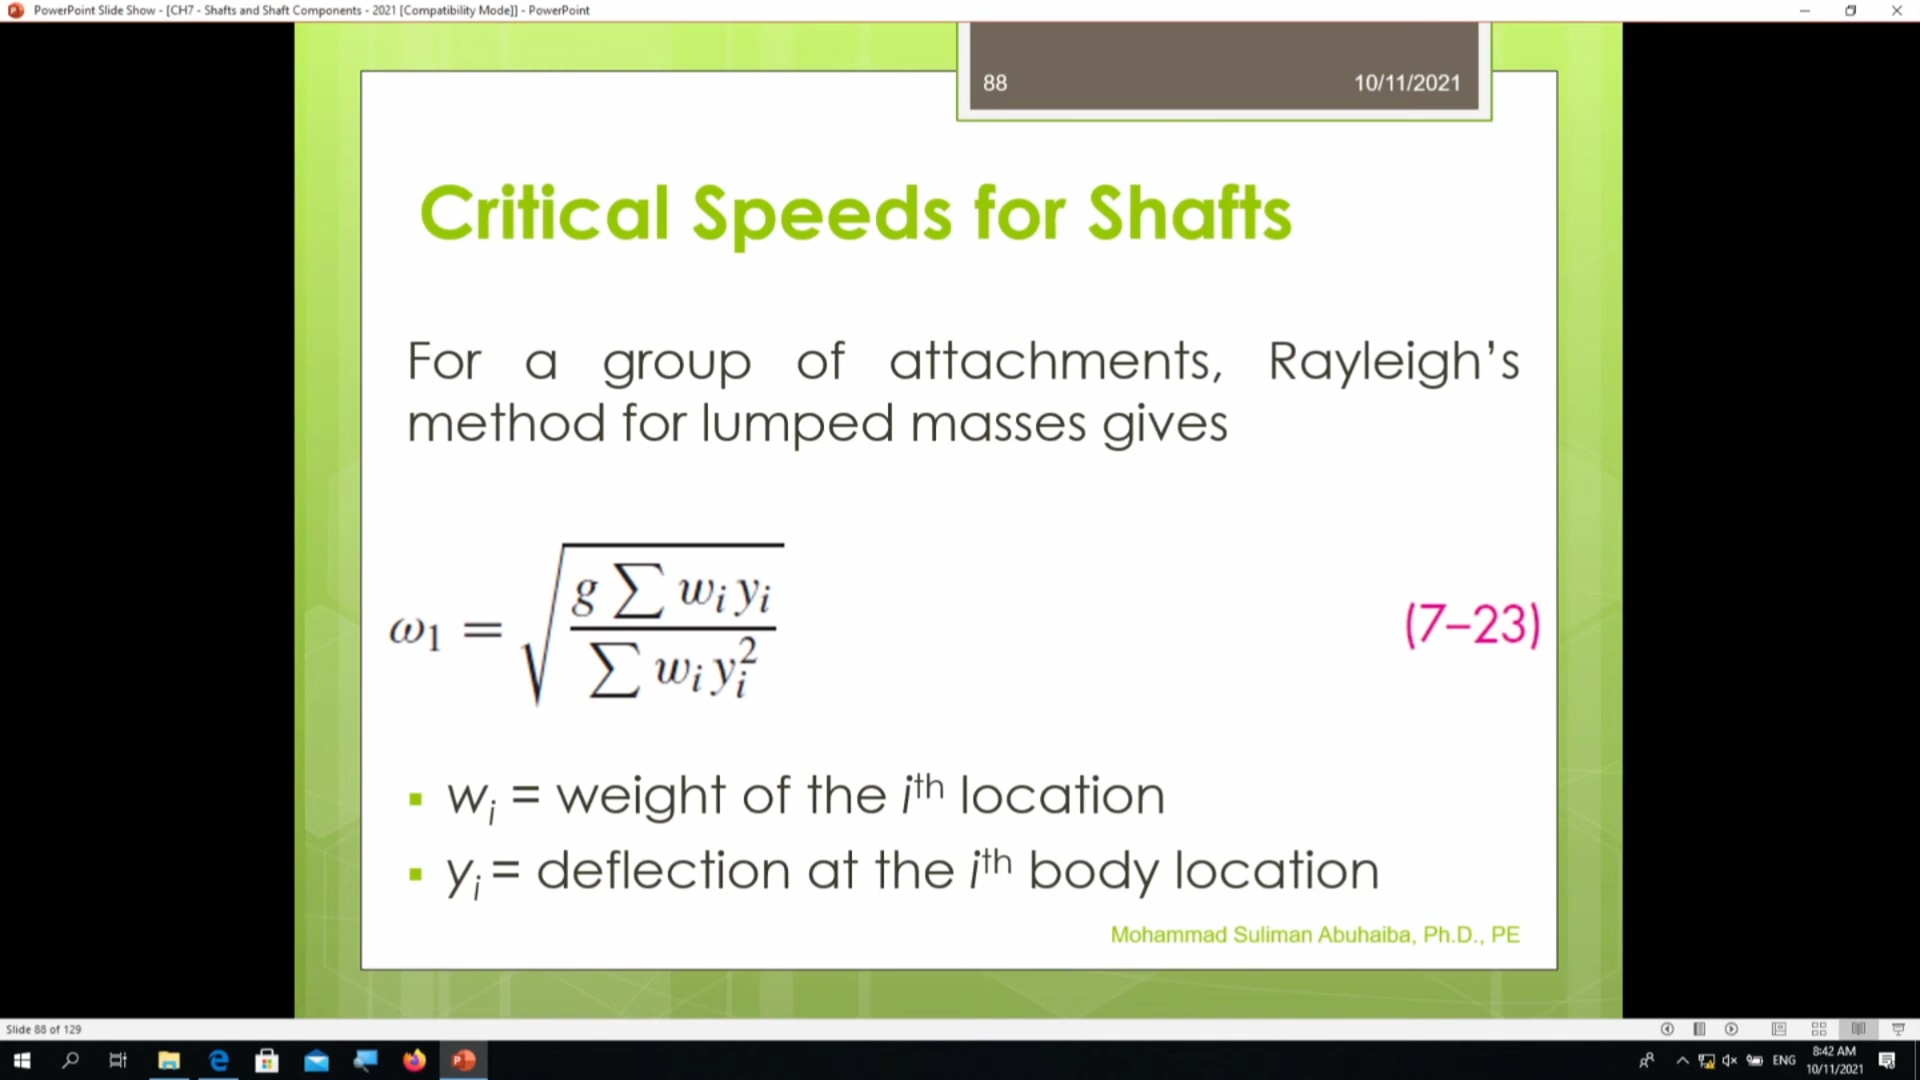 PowerPoint Slide Show - [CH7 - Shafts and Shaft Components - 2021 [Compatibility Mode]] - PowerPoint
88
10/11/2021
Critical Speeds for Shafts
For a group of attachments, Rayleigh's
method for lumped masses gives
ω₁ = √(g ∑ wᵢ yᵢ / ∑ wᵢ yᵢ²)
(7–23)
▪ wᵢ = weight of the iᵗʰ location
▪ yᵢ = deflection at the iᵗʰ body location
Mohammad Suliman Abuhaiba, Ph.D., PE
Slide 88 of 129
ENG
8:42 AM
10/11/2021